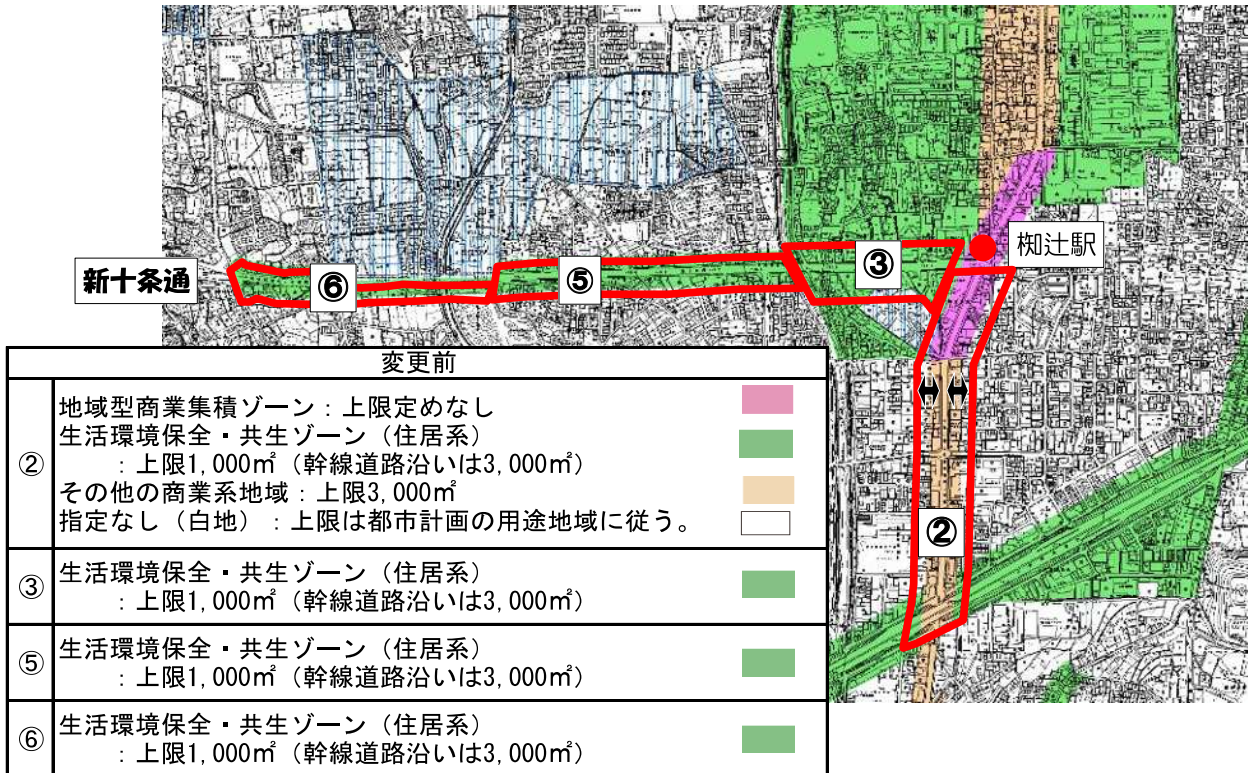 椥辻駅
③
新十条通
⑥
⑤
②
変更前
②
地域型商業集積ゾーン：上限定めなし
生活環境保全・共生ゾーン（住居系）
：上限1,000㎡（幹線道路沿いは3,000㎡）
その他の商業系地域：上限3,000㎡
指定なし（白地）：上限は都市計画の用途地域に従う。
③
生活環境保全・共生ゾーン（住居系）
：上限1,000㎡（幹線道路沿いは3,000㎡）
⑤
生活環境保全・共生ゾーン（住居系）
：上限1,000㎡（幹線道路沿いは3,000㎡）
⑥
生活環境保全・共生ゾーン（住居系）
：上限1,000㎡（幹線道路沿いは3,000㎡）